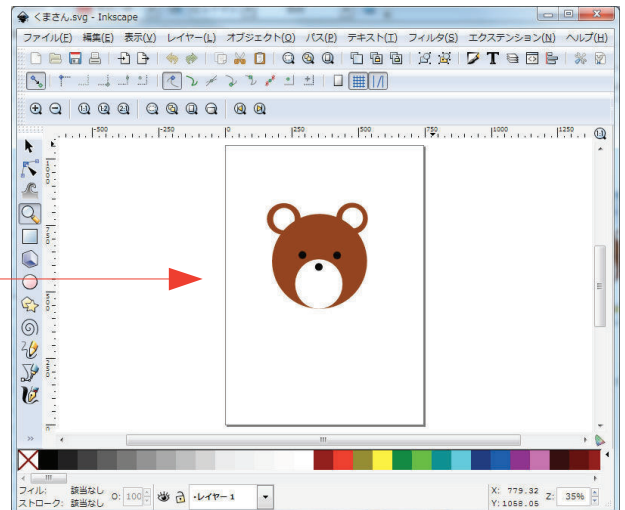 くまさん.svg - Inkscape
ファイル(F) 編集(E) 表示(V) レイヤー(L) オブジェクト(O) パス(P) テキスト(T) フィルタ(S) エクステンション(N) ヘルプ(H)
-500 -250 0 250 500 750 1000 1250
フィル: 該当なし
ストローク: 該当なし
O: 100
・レイヤー 1
X: 779.32
Y: 1058.05
Z: 35%